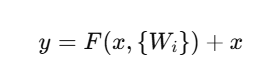 y = F(x, {W_i}) + x